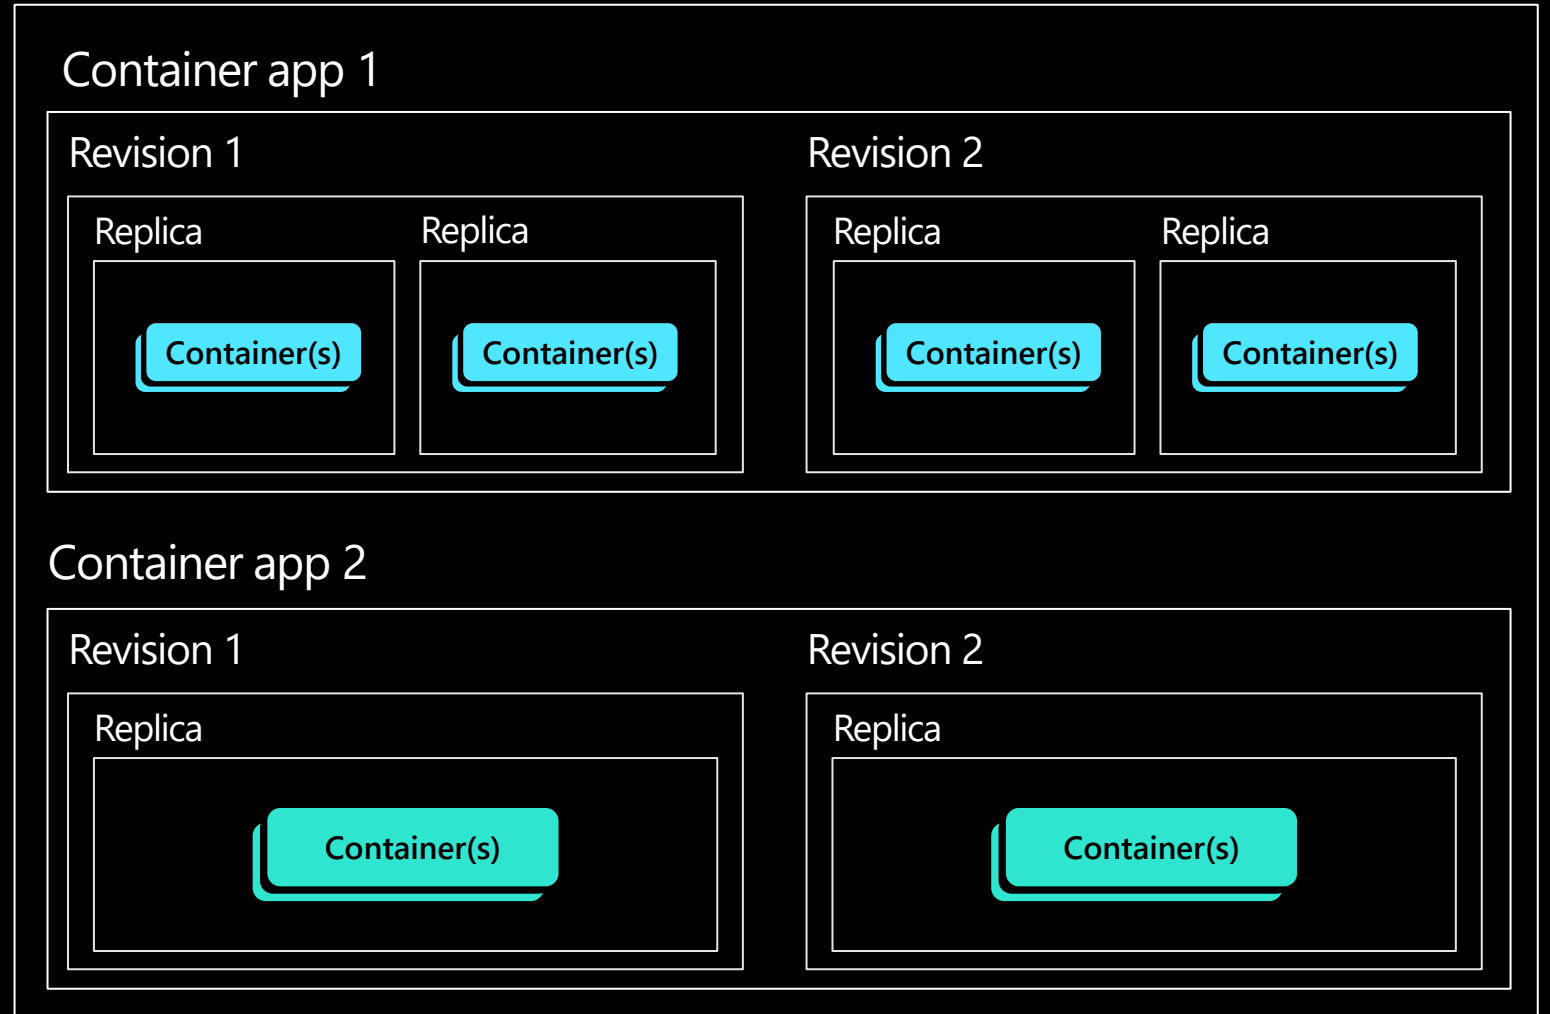 Container app 1
Revision 1
Revision 2
Replica
Replica
Replica
Replica
Container(s)
Container(s)
Container(s)
Container(s)
Container app 2
Revision 1
Revision 2
Replica
Replica
Container(s)
Container(s)